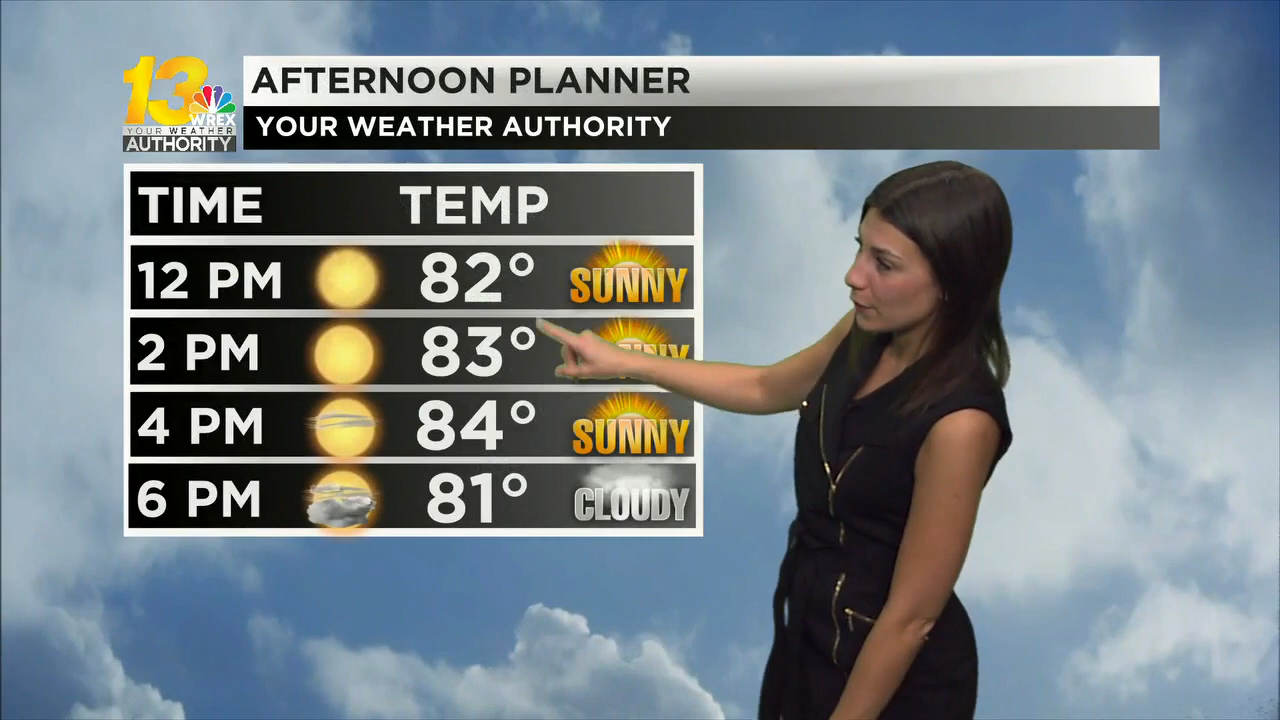 13
WREX
YOUR WEATHER
AUTHORITY
AFTERNOON PLANNER
YOUR WEATHER AUTHORITY
TIME TEMP
12 PM 82° SUNNY
2 PM 83°
4 PM 84° SUNNY
6 PM 81° CLOUDY